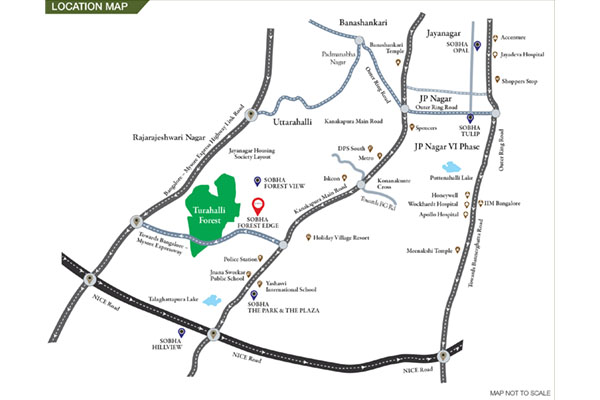 LOCATION MAP
Banashankari
Jayanagar
Accenture
SOBHA
OPAL
Banashankari
Temple
Padmanabha
Nagar
Jayadeva Hospital
Outer Ring Road
Shoppers Stop
JP Nagar
Outer Ring Road
Bangalore - Mysore Express Highway Link Road
Uttarahalli
Kanakapura Main Road
Spencers
SOBHA
TULIP
Rajarajeshwari Nagar
JP Nagar VI Phase
Outer Ring Road
Jayanagar Housing
Society Layout
DPS South
Metro
Puttenahalli Lake
Iskcon
Konanakunte
Cross
SOBHA
FOREST VIEW
Kanakapura Main Road
Honeywell
Wockhardt Hospital
IIM Bangalore
Apollo Hospital
Turahalli
Forest
SOBHA
FOREST EDGE
Towards Bangalore -
Mysore Expressway
Holiday Village Resort
Meenakshi Temple
Towards Bannerghatta Road
Police Station
Jnana Sweekar
Public School
Yashasvi
International School
Talaghattapura Lake
SOBHA
THE PARK & THE PLAZA
NICE Road
SOBHA
HILLVIEW
NICE Road
NICE Road
MAP NOT TO SCALE